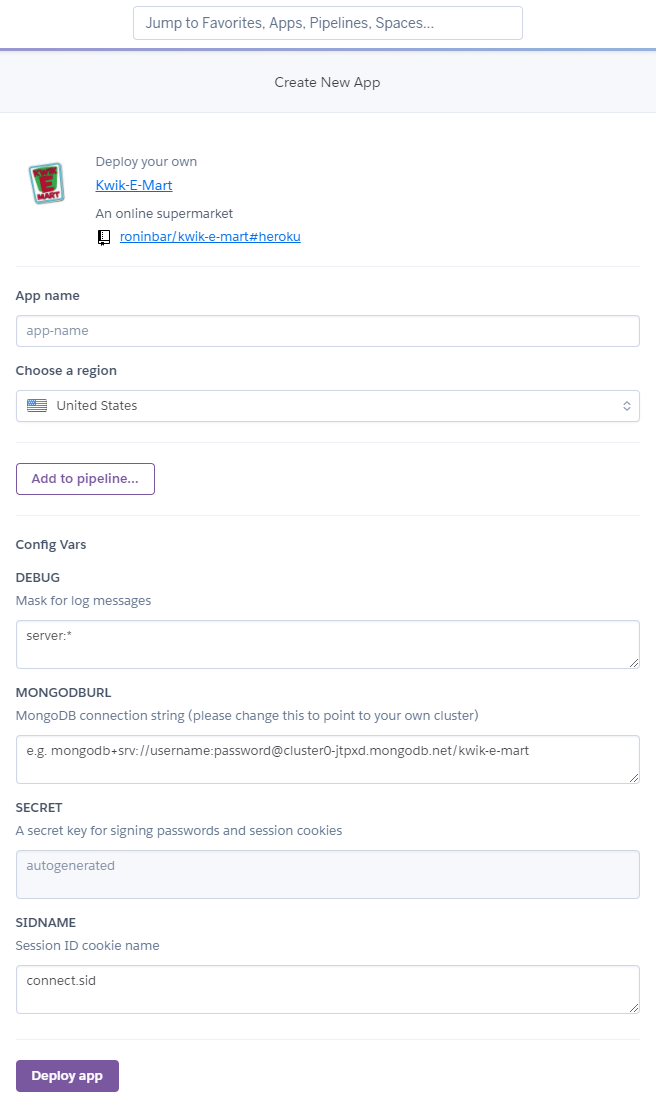 Jump to Favorites, Apps, Pipelines, Spaces...
Create New App
KWIK
E
MART
Deploy your own
Kwik-E-Mart
An online supermarket
roninbar/kwik-e-mart#heroku
App name
app-name
Choose a region
United States
Add to pipeline...
Config Vars
DEBUG
Mask for log messages
server:*
MONGODBURL
MongoDB connection string (please change this to point to your own cluster)
e.g. mongodb+srv://username:password@cluster0-jtpxd.mongodb.net/kwik-e-mart
SECRET
A secret key for signing passwords and session cookies
autogenerated
SIDNAME
Session ID cookie name
connect.sid
Deploy app